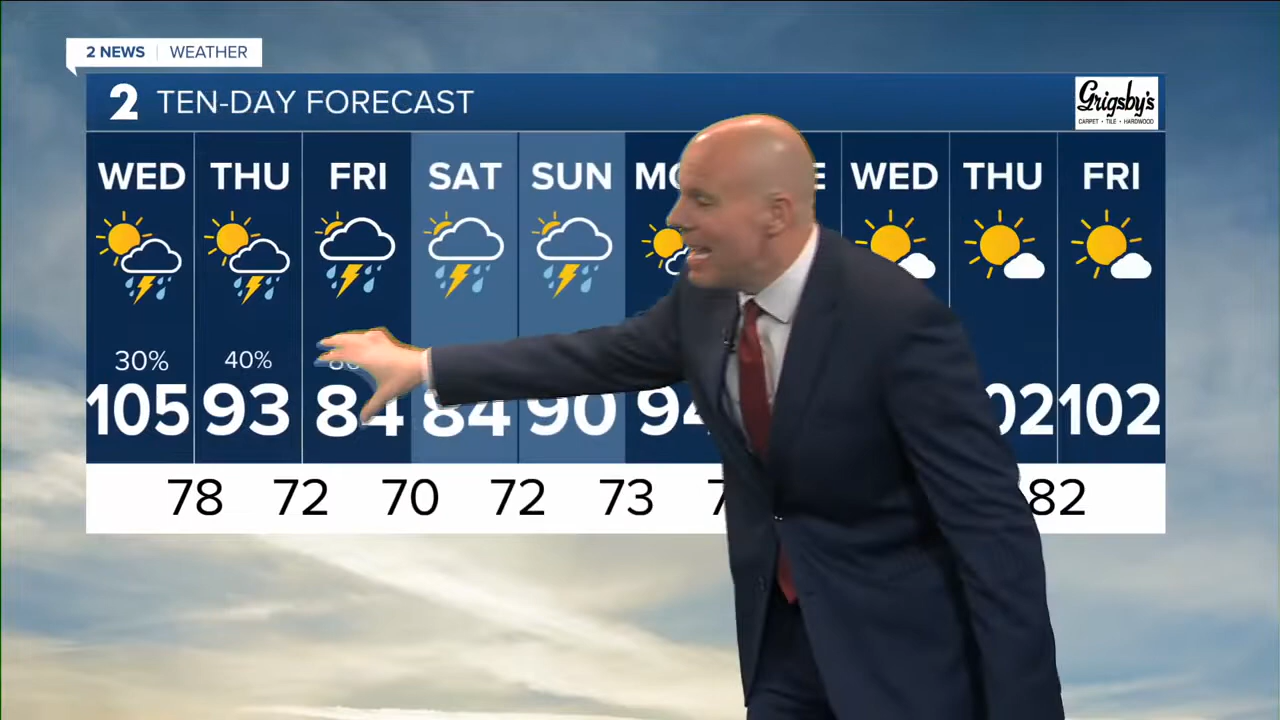 2 NEWS | WEATHER
2 TEN-DAY FORECAST
Grigsby's
CARPET • TILE • HARDWOOD
WED THU FRI SAT SUN WED THU FRI
30% 40%
105 93 84 84 90 94 102
78 72 70 72 73 82